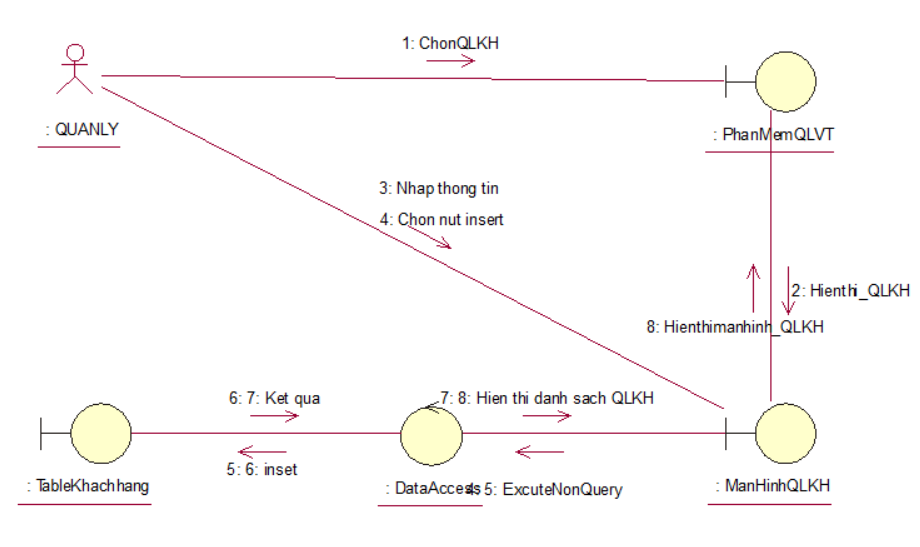 1: ChonQLKH
: QUANLY
: PhanMemQLVT
3: Nhap thong tin
4: Chon nut insert
2: Hienthi_QLKH
8: Hienthimanhinh_QLKH
6: 7: Ket qua
7: 8: Hien thi danh sach QLKH
5: 6: inset
: TableKhachhang
: DataAccess
4: 5: ExcuteNonQuery
: ManHinhQLKH